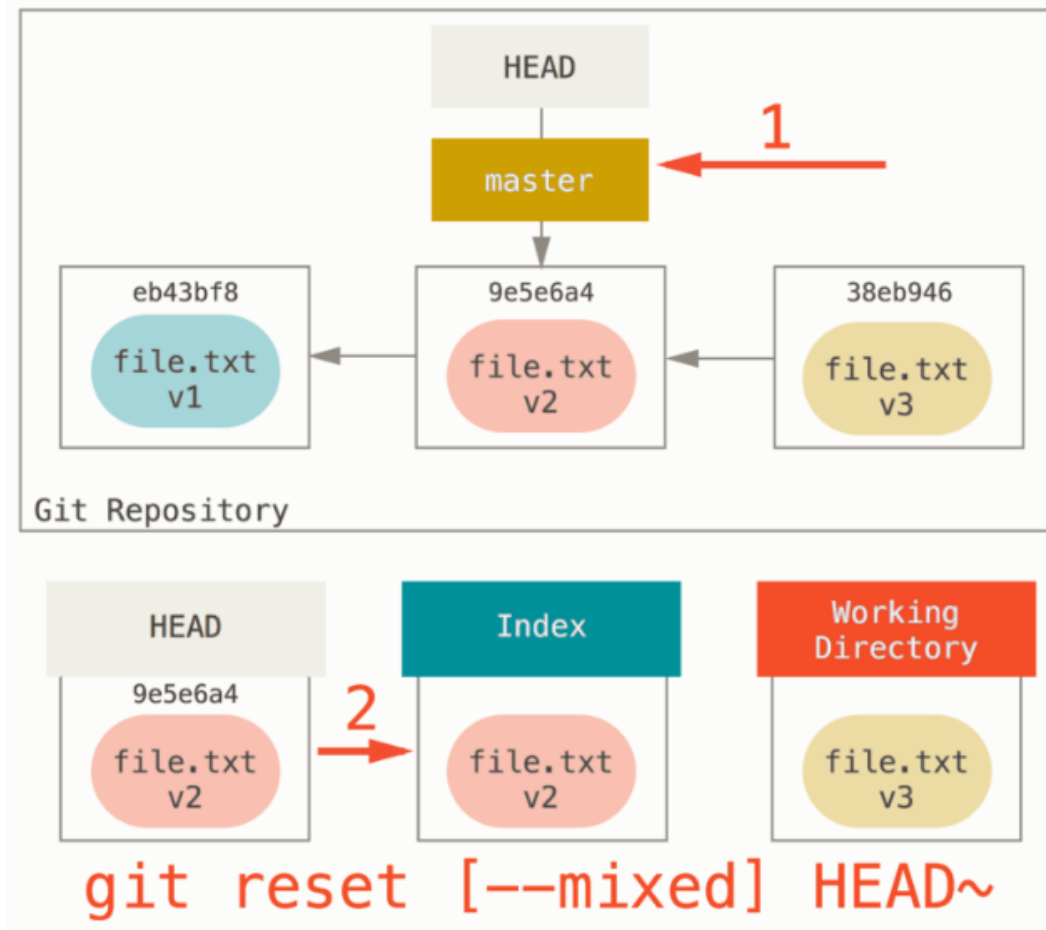 HEAD
1
master
eb43bf8
9e5e6a4
38eb946
file.txt
v1
file.txt
v2
file.txt
v3
Git Repository
HEAD
Index
Working
Directory
9e5e6a4
2
file.txt
v2
file.txt
v2
file.txt
v3
git reset [--mixed] HEAD~